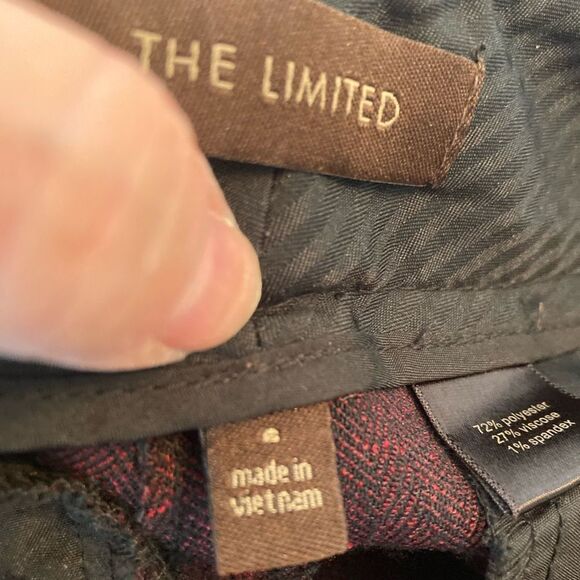 THE LIMITED
made in
vietnam
72% polyester
27% viscose
1% spandex